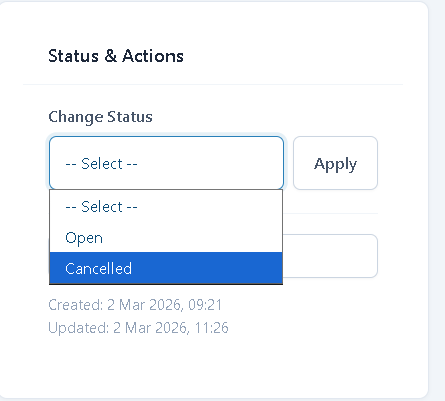 Status & Actions
Change Status
-- Select --
Apply
-- Select --
Open
Cancelled
Created: 2 Mar 2026, 09:21
Updated: 2 Mar 2026, 11:26